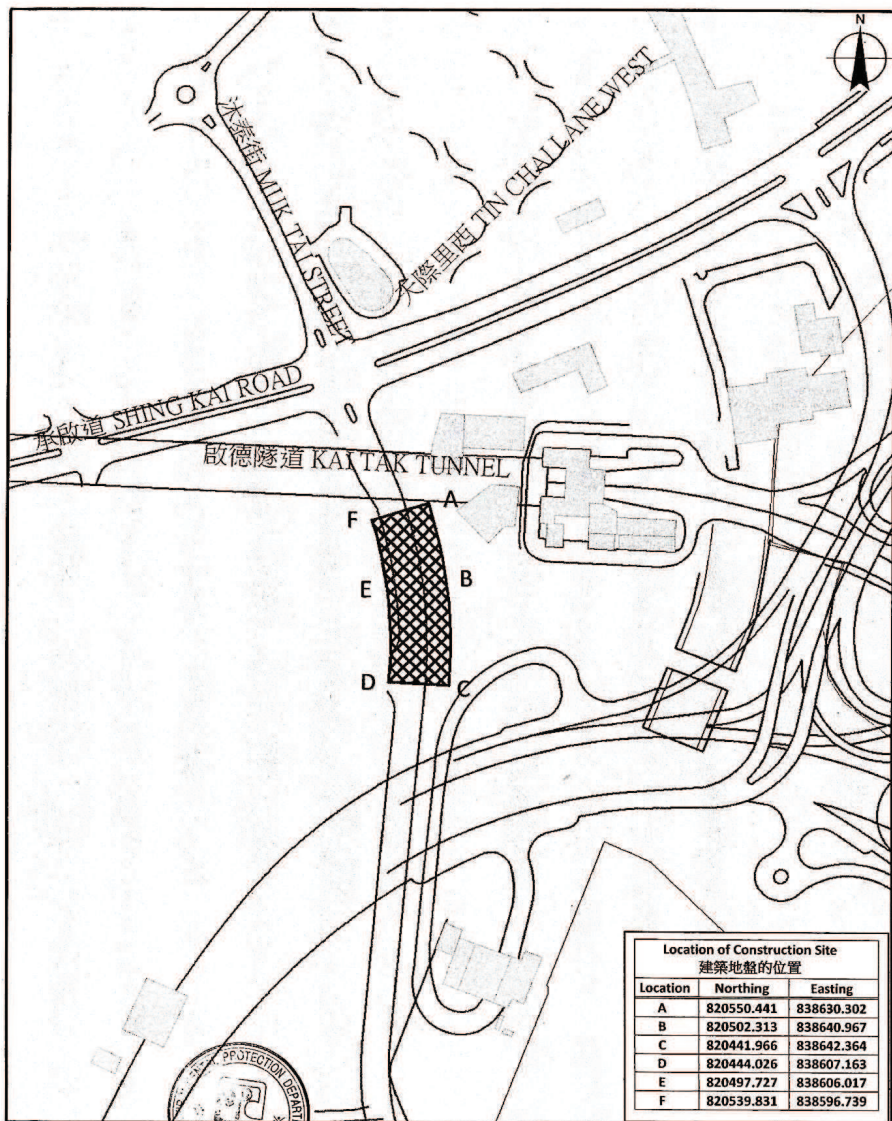 N
沐泰街 MUK TAI STREET
天際里西 TIN CHAI LANE WEST
承啟道 SHING KAI ROAD
啟德隧道 KAI TAK TUNNEL
A
F
B
E
D
C
Location of Construction Site
建築地盤的位置
Location Northing Easting
A 820550.441 838630.302
B 820502.313 838640.967
C 820441.966 838642.364
D 820444.026 838607.163
E 820497.727 838606.017
F 820539.831 838596.739
PROTECTION